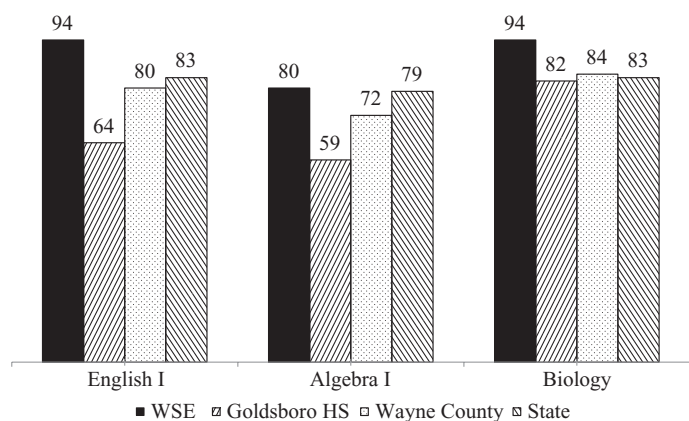 94
64
80
83
80
59
72
79
94
82
84
83
English I
Algebra I
Biology
WSE
Goldsboro HS
Wayne County
State